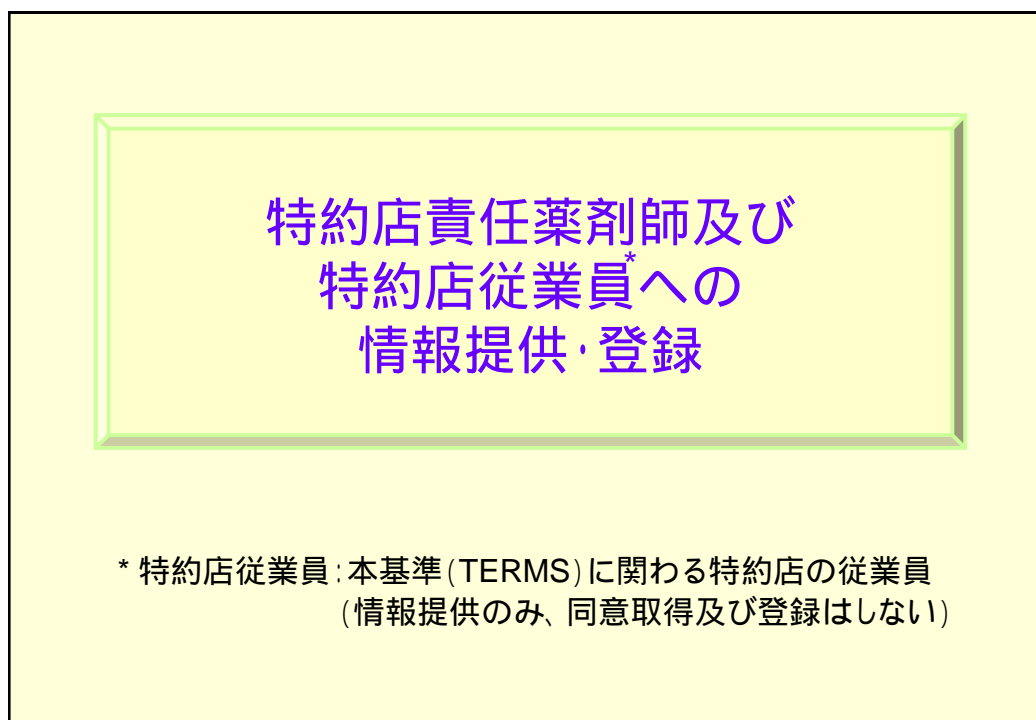 特約店責任薬剤師及び
特約店従業員*への
情報提供・登録
* 特約店従業員:本基準(TERMS)に関わる特約店の従業員
(情報提供のみ、同意取得及び登録はしない)